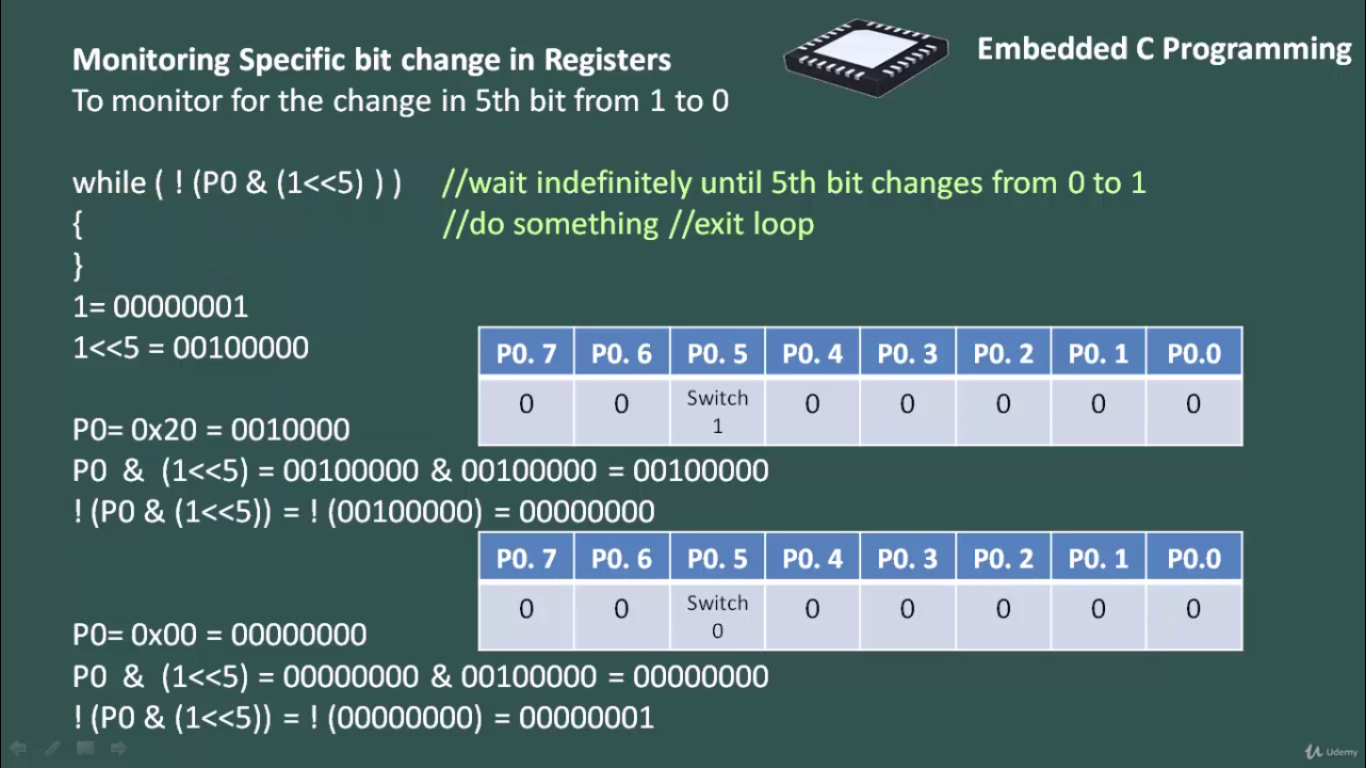 Monitoring Specific bit change in Registers
Embedded C Programming
To monitor for the change in 5th bit from 1 to 0
while ( ! (P0 & (1<<5) ) ) //wait indefinitely until 5th bit changes from 0 to 1
{ //do something //exit loop
}
1= 00000001
1<<5 = 00100000
P0. 7 P0. 6 P0. 5 P0. 4 P0. 3 P0. 2 P0. 1 P0.0
0 0 Switch 1 0 0 0 0 0
P0= 0x20 = 0010000
P0 & (1<<5) = 00100000 & 00100000 = 00100000
! (P0 & (1<<5)) = ! (00100000) = 00000000
P0. 7 P0. 6 P0. 5 P0. 4 P0. 3 P0. 2 P0. 1 P0.0
0 0 Switch 0 0 0 0 0 0
P0= 0x00 = 00000000
P0 & (1<<5) = 00000000 & 00100000 = 00000000
! (P0 & (1<<5)) = ! (00000000) = 00000001
Udemy